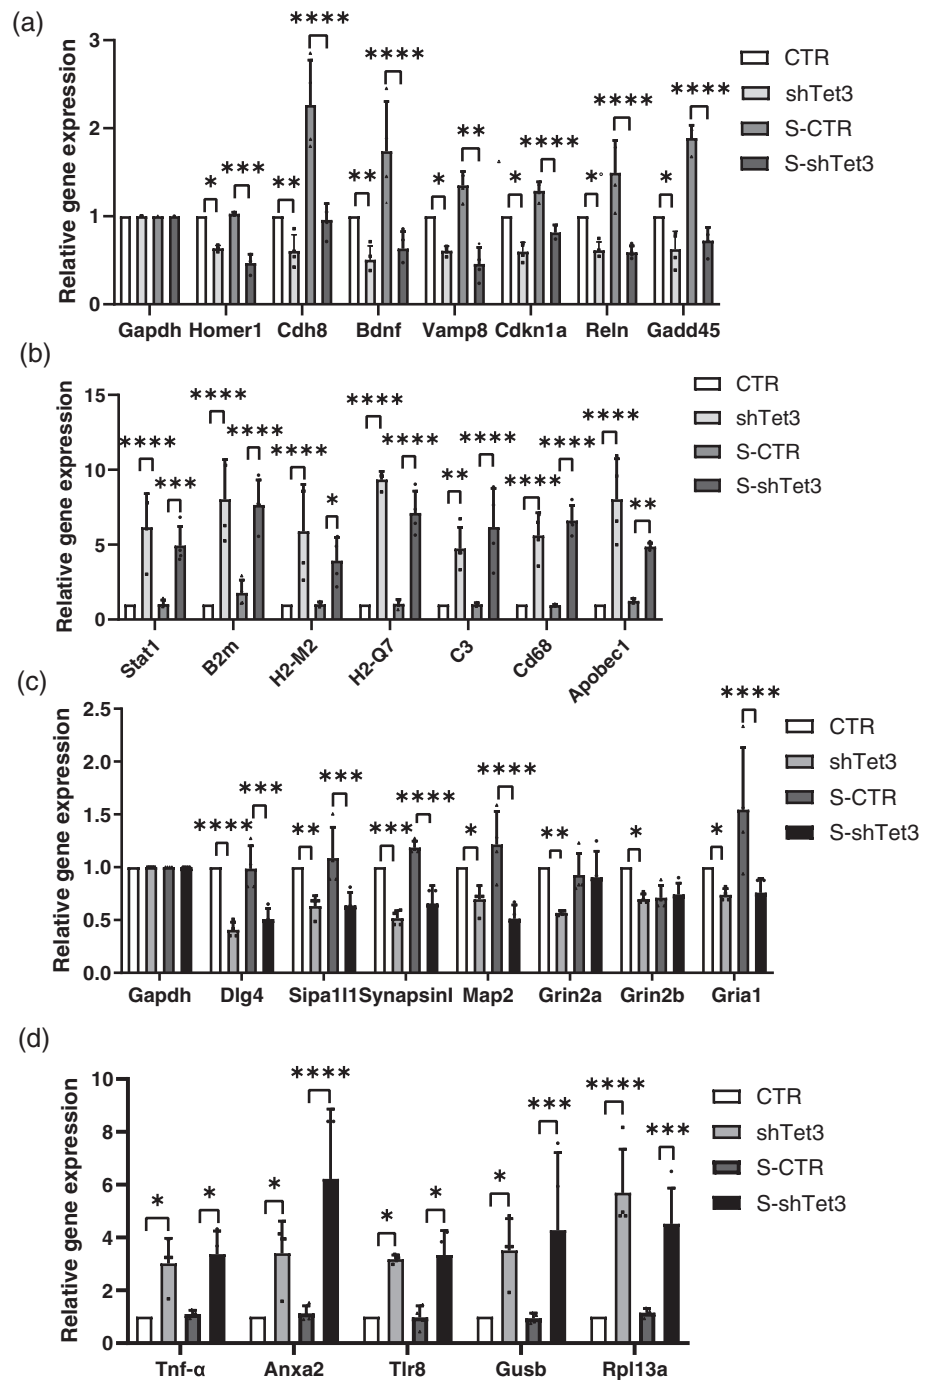 (a)
Relative gene expression
3
2
1
0
**** 
* *** ** ** **** * ** * **** * **** * ****
Gapdh Homer1 Cdh8 Bdnf Vamp8 Cdkn1a Reln Gadd45
CTR
shTet3
S-CTR
S-shTet3
(b)
Relative gene expression
15
10
5
0
**** *** **** **** **** * **** **** ** **** **** **** **** **
Stat1 B2m H2-M2 H2-Q7 C3 Cd68 Apobec1
CTR
shTet3
S-CTR
S-shTet3
(c)
Relative gene expression
2.5
2.0
1.5
1.0
0.5
0.0
**** *** ** *** *** **** * **** ** * * ****
Gapdh Dlg4 Sipa1l1 SynapsinI Map2 Grin2a Grin2b Gria1
CTR
shTet3
S-CTR
S-shTet3
(d)
Relative gene expression
10
8
6
4
2
0
* * * **** * * * *** **** ***
Tnf-α Anxa2 Tlr8 Gusb Rpl13a
CTR
shTet3
S-CTR
S-shTet3